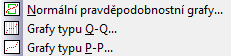 Normální pravděpodobnostní grafy...
Grafy typu Q-Q...
Grafy typu P-P...